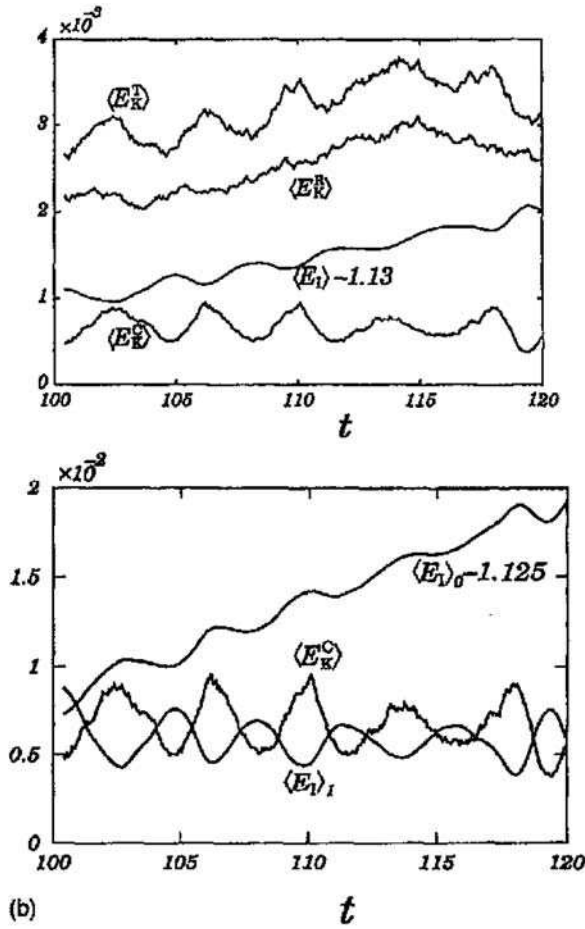 ×10⁻³
4
⟨E_K^T⟩
3
⟨E_K^R⟩
2
⟨E_I⟩−1.13
1
⟨E_K^C⟩
0
100 105 110 115 120
t
×10⁻²
2
⟨E_I⟩₀−1.125
1.5
⟨E_K^C⟩
1
0.5
⟨E_I⟩_I
0
100 105 110 115 120
(b) t